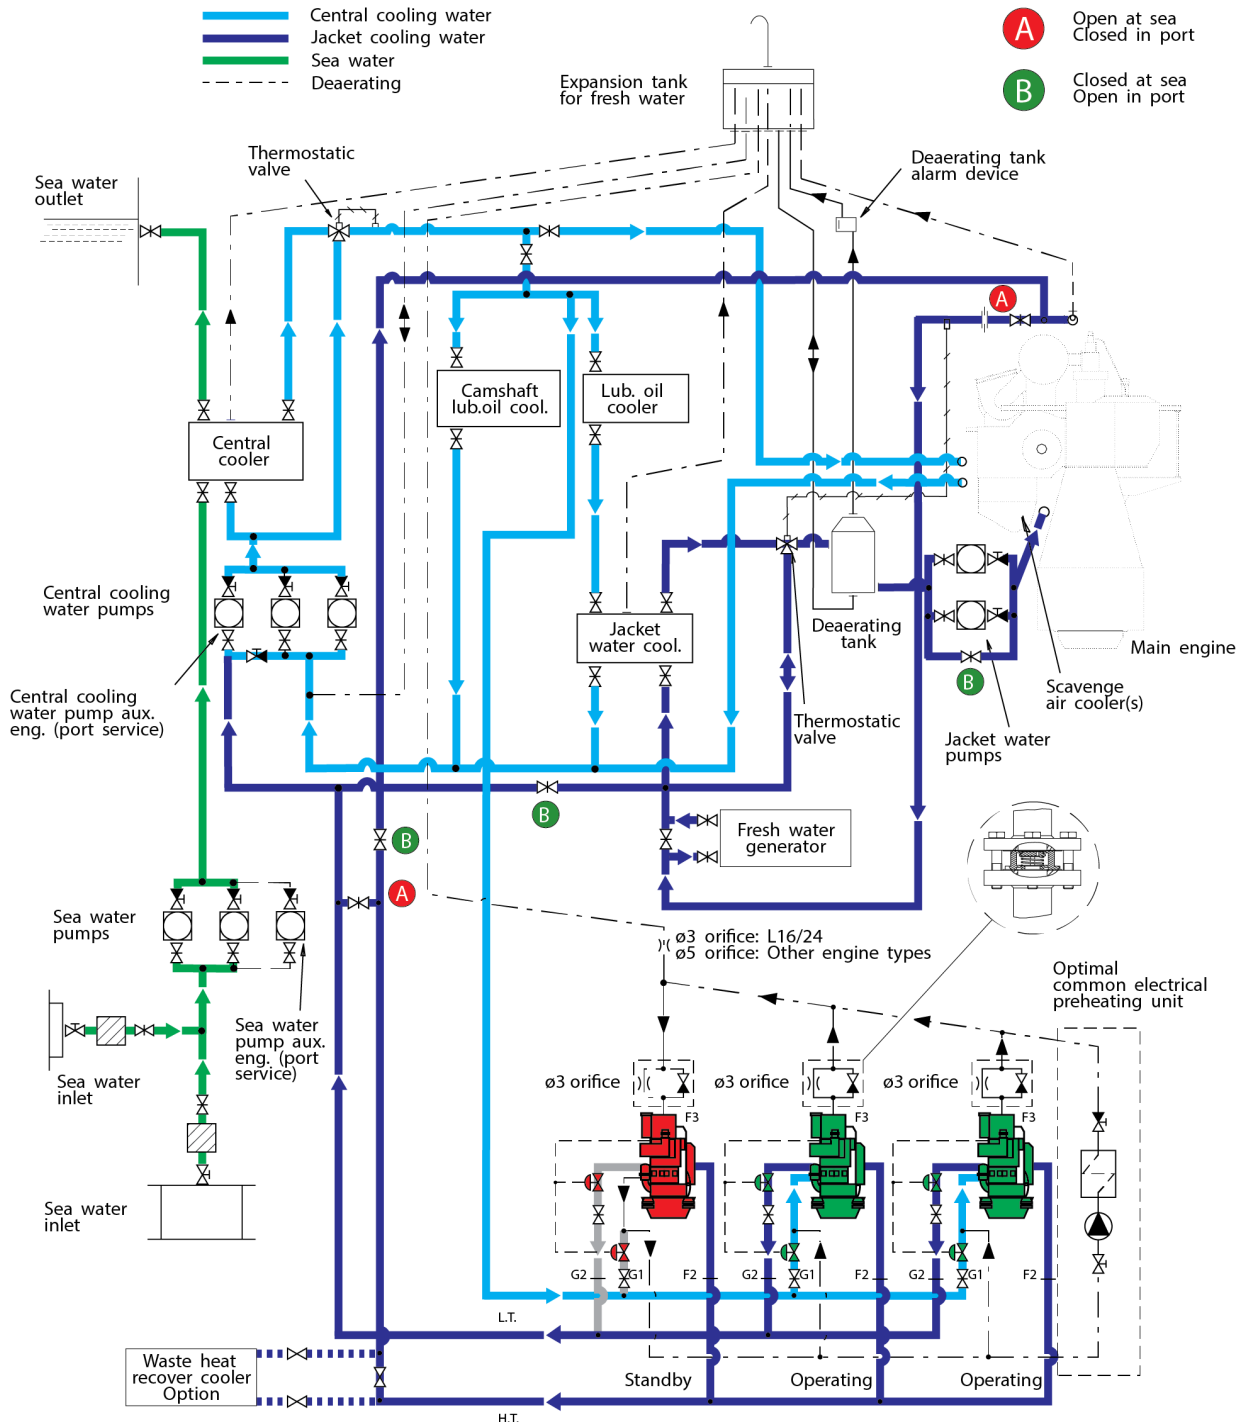 Central cooling water
Jacket cooling water
Sea water
Deaerating
A
Open at sea
Closed in port
B
Closed at sea
Open in port
Expansion tank
for fresh water
Thermostatic
valve
Deaerating tank
alarm device
Sea water
outlet
A
Camshaft
lub.oil cool.
Lub. oil
cooler
Central
cooler
Central cooling
water pumps
Jacket
water cool.
Deaerating
tank
Main engine
B
Scavenge
air cooler(s)
Central cooling
water pump aux.
eng. (port service)
Thermostatic
valve
Jacket water
pumps
B
B
Fresh water
generator
A
Sea water
pumps
ø3 orifice: L16/24
ø5 orifice: Other engine types
Optimal
common electrical
preheating unit
Sea water
pump aux.
eng. (port
service)
Sea water
inlet
ø3 orifice
ø3 orifice
ø3 orifice
F3
F3
F3
Sea water
inlet
G2
G1
F2
G2
G1
F2
G2
G1
F2
L.T.
Waste heat
recover cooler
Option
Standby
Operating
Operating
H.T.